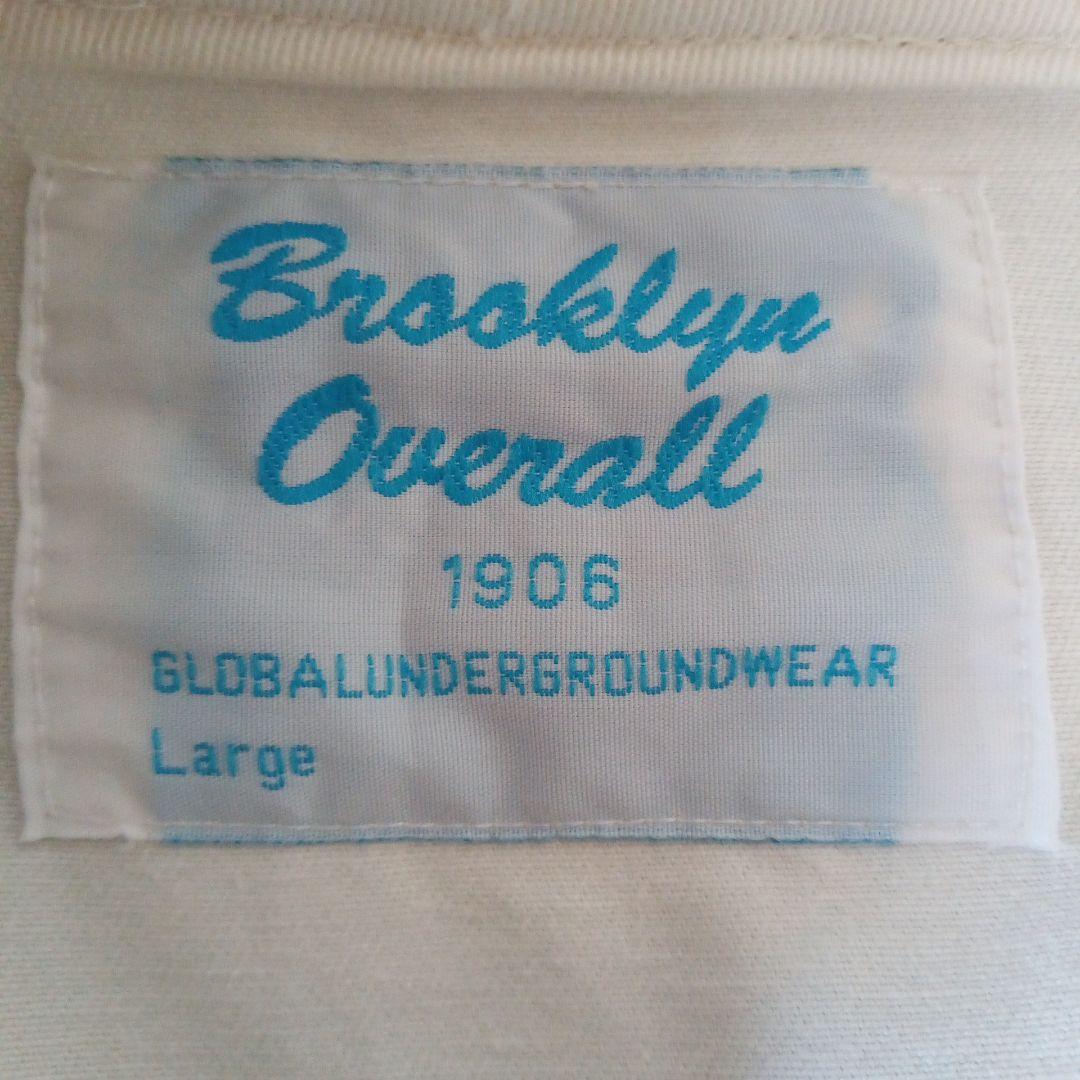 Brooklyn
Overall
1906
GLOBALUNDERGROUNDWEAR
Large